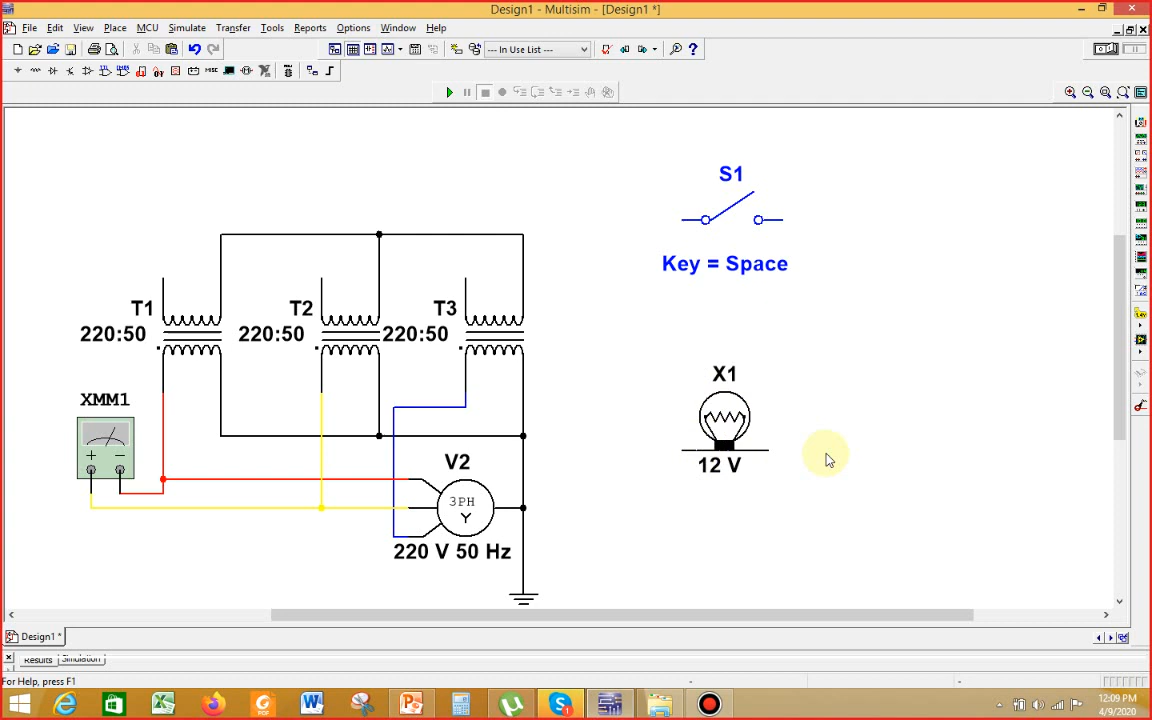 Design1 - Multisim - [Design1 *]
File Edit View Place MCU Simulate Transfer Tools Reports Options Window Help
--- In Use List ---
S1
Key = Space
T1 T2 T3
220:50 220:50 220:50
XMM1
X1
12 V
V2
3PH
Y
220 V 50 Hz
Design1 *
Results Simulation
For Help, press F1
- -
12:09 PM
4/9/2020